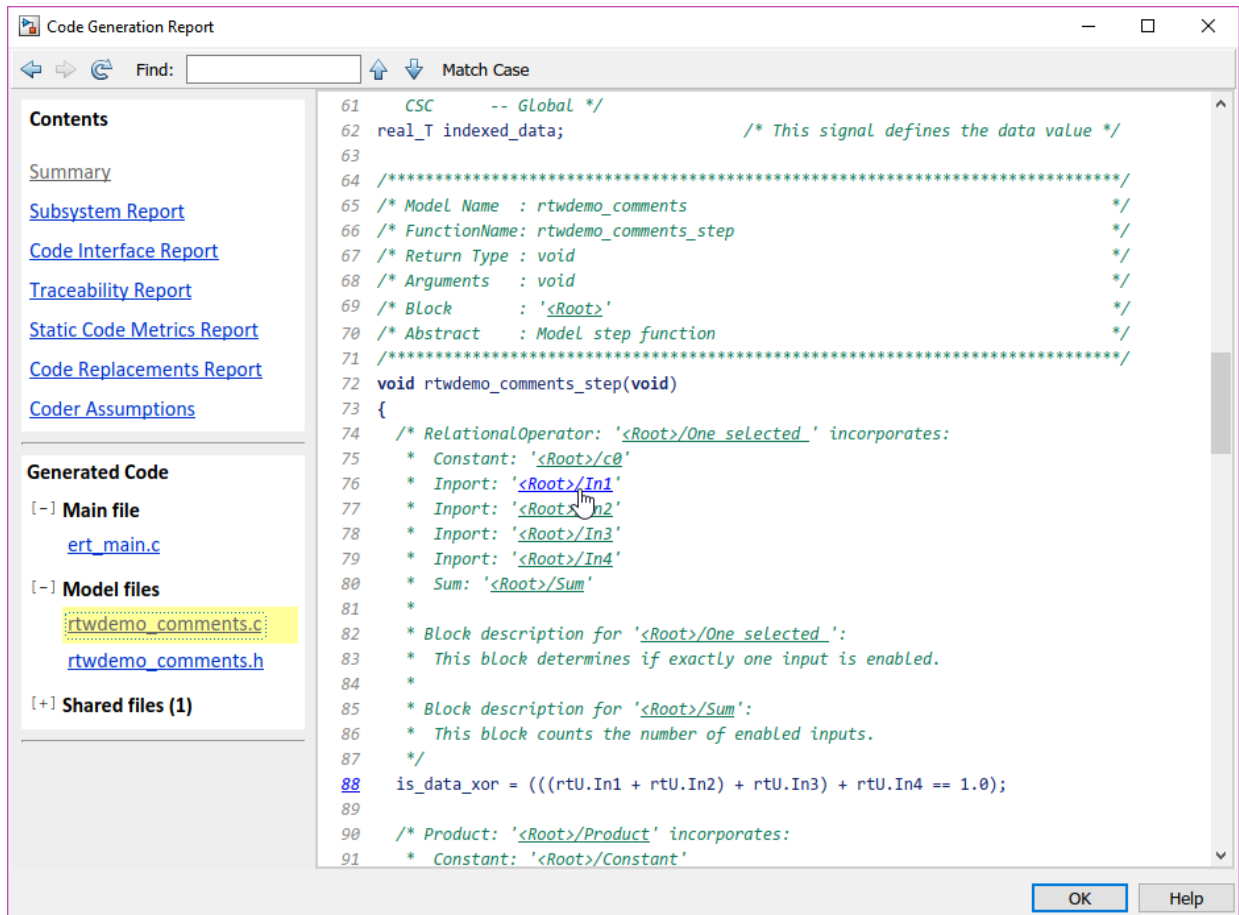 Code Generation Report
Find:
Match Case
Contents
Summary
Subsystem Report
Code Interface Report
Traceability Report
Static Code Metrics Report
Code Replacements Report
Coder Assumptions
Generated Code
[-] Main file
ert_main.c
[-] Model files
rtwdemo_comments.c
rtwdemo_comments.h
[+] Shared files (1)
61 CSC -- Global */
62 real_T indexed_data; /* This signal defines the data value */
63
64 /******************************************************************************/
65 /* Model Name : rtwdemo_comments */
66 /* FunctionName: rtwdemo_comments_step */
67 /* Return Type : void */
68 /* Arguments : void */
69 /* Block : '<Root>' */
70 /* Abstract : Model step function */
71 /******************************************************************************/
72 void rtwdemo_comments_step(void)
73 {
74 /* RelationalOperator: '<Root>/One selected ' incorporates:
75 * Constant: '<Root>/c0'
76 * Inport: '<Root>/In1'
77 * Inport: '<Root>/In2'
78 * Inport: '<Root>/In3'
79 * Inport: '<Root>/In4'
80 * Sum: '<Root>/Sum'
81 *
82 * Block description for '<Root>/One selected ':
83 * This block determines if exactly one input is enabled.
84 *
85 * Block description for '<Root>/Sum':
86 * This block counts the number of enabled inputs.
87 */
88 is_data_xor = (((rtU.In1 + rtU.In2) + rtU.In3) + rtU.In4 == 1.0);
89
90 /* Product: '<Root>/Product' incorporates:
91 * Constant: '<Root>/Constant'
OK
Help